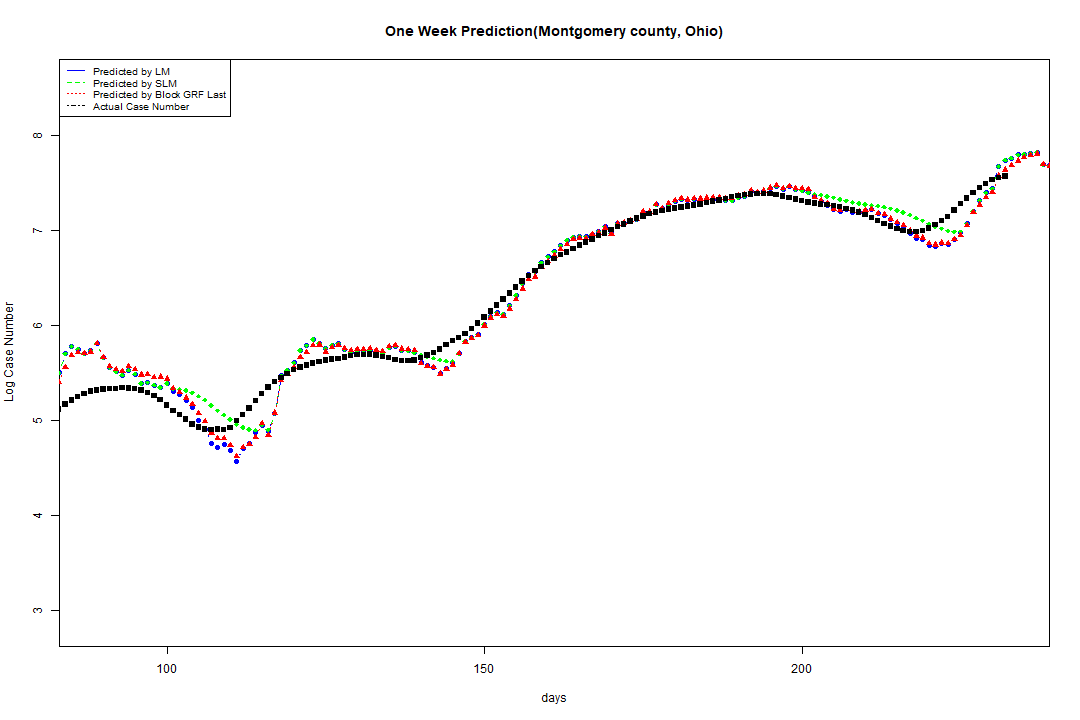 One Week Prediction(Montgomery county, Ohio)
Predicted by LM
Predicted by SLM
Predicted by Block GRF Last
Actual Case Number
8
7
6
5
4
3
Log Case Number
100 150 200
days